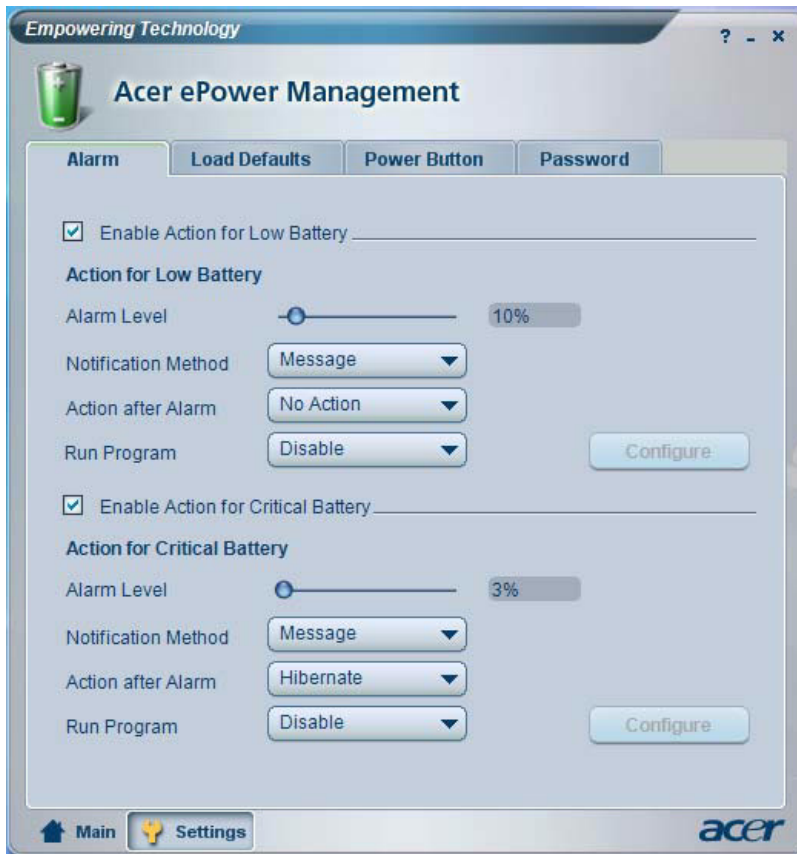 Empowering Technology
? - ×
Acer ePower Management
Alarm Load Defaults Power Button Password
Enable Action for Low Battery
Action for Low Battery
Alarm Level 10%
Notification Method Message
Action after Alarm No Action
Run Program Disable Configure
Enable Action for Critical Battery
Action for Critical Battery
Alarm Level 3%
Notification Method Message
Action after Alarm Hibernate
Run Program Disable Configure
Main Settings acer